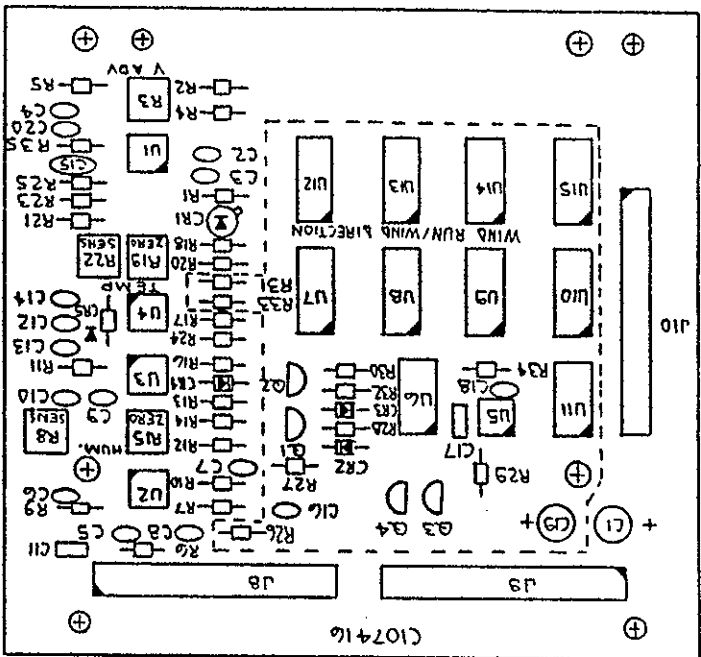 C107416
J9 J8
+ C1 C19 + R26 R6 C8 C5 C11
Q3 Q4 C16 R7 R9
R29 R10 U2 C6
R27 C7
CR2 Q1 R12 R15 ZERO HUM. R8 SENS
C17 U5 R28 R14
U11 U6 CR3 R13 C9 C10
C18 R32 Q2 CR4
R34 R30 R16 U3 R11
R24 C13
R17 U4 CR5 C12
R33 C14
J10 U10 U9 U8 U7 R31 TEMP
R20 R19 ZERO R22 SENS
R18
WIND RUN/WIND DIRECTION
CR1 R21
R1 R23
U15 U14 U13 U12 C3 R25
C2 C15
U1 R35
C20
R4 R3 C4
R2 R5
V ADV